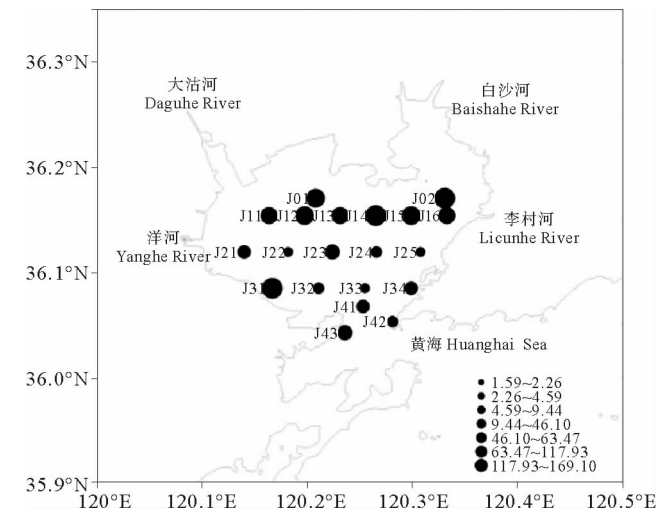 36.3°N
大沽河
Daguhe River
白沙河
Baishahe River
36.2°N
J01
J02
J11
J12
J13
J14
J15
J16
李村河
Licunhe River
洋河
Yanghe River
J21
J22
J23
J24
J25
36.1°N
J31
J32
J33
J34
J41
J42
J43
黄海 Huanghai Sea
36.0°N
1.59~2.26
2.26~4.59
4.59~9.44
9.44~46.10
46.10~63.47
63.47~117.93
117.93~169.10
35.9°N
120°E 120.1°E 120.2°E 120.3°E 120.4°E 120.5°E